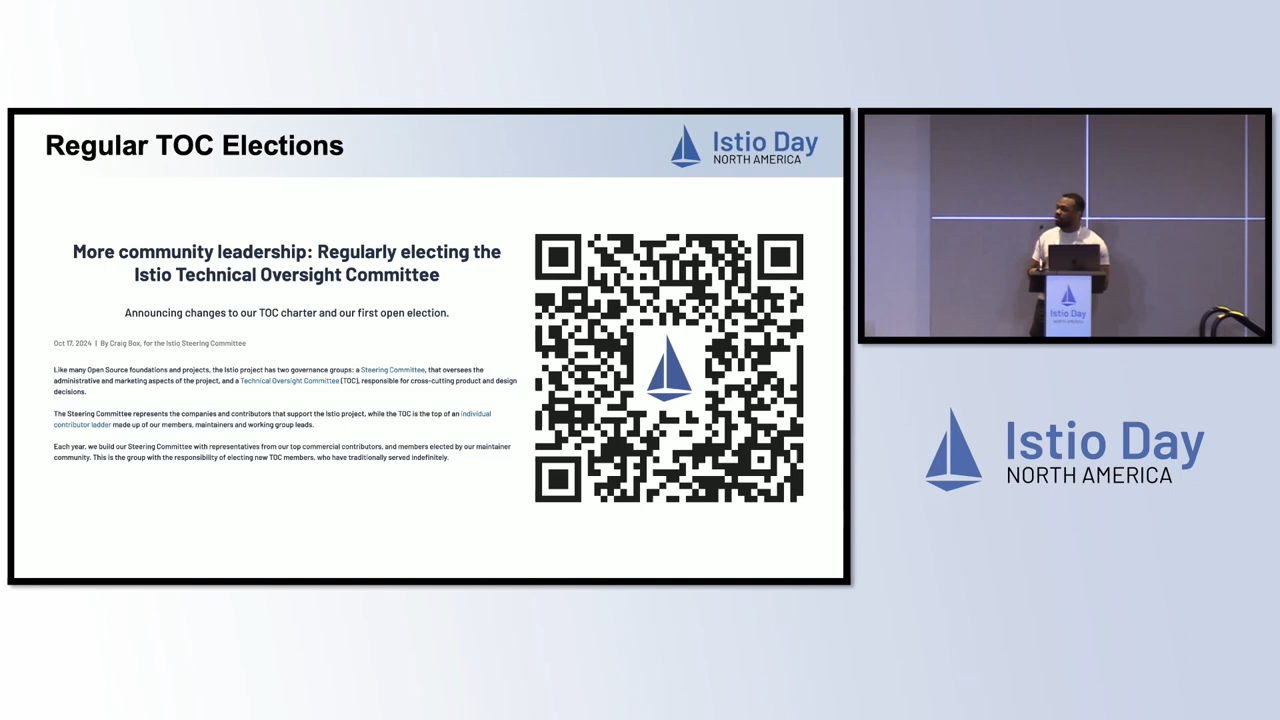 Regular TOC Elections
Istio Day
NORTH AMERICA
More community leadership: Regularly electing the
Istio Technical Oversight Committee
Announcing changes to our TOC charter and our first open election.
Oct 17, 2024 | By Craig Box, for the Istio Steering Committee
Like many Open Source foundations and projects, the Istio project has two governance groups: a Steering Committee, that oversees the
administrative and marketing aspects of the project, and a Technical Oversight Committee (TOC), responsible for cross-cutting product and design
decisions.
The Steering Committee represents the companies and contributors that support the Istio project, while the TOC is the top of an individual
contributor ladder made up of our members, maintainers and working group leads.
Each year, we build our Steering Committee with representatives from our top commercial contributors, and members elected by our maintainer
community. This is the group with the responsibility of electing new TOC members, who have traditionally served indefinitely.
Istio Day
NORTH AMERICA
Istio Day
NORTH AMERICA